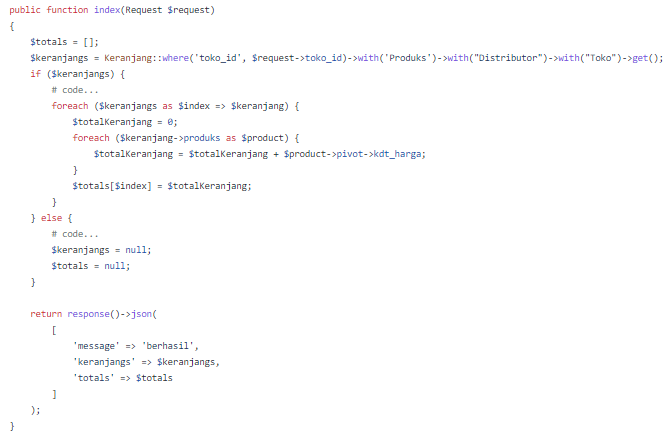 public function index(Request $request)
{
    $totals = [];
    $keranjangs = Keranjang::where('toko_id', $request->toko_id)->with('Produks')->with("Distributor")->with("Toko")->get();
    if ($keranjangs) {
        # code...
        foreach ($keranjangs as $index => $keranjang) {
            $totalKeranjang = 0;
            foreach ($keranjang->produks as $product) {
                $totalKeranjang = $totalKeranjang + $product->pivot->kdt_harga;
            }
            $totals[$index] = $totalKeranjang;
        }
    } else {
        # code...
        $keranjangs = null;
        $totals = null;
    }

    return response()->json(
        [
            'message' => 'berhasil',
            'keranjangs' => $keranjangs,
            'totals' => $totals
        ]
    );
}